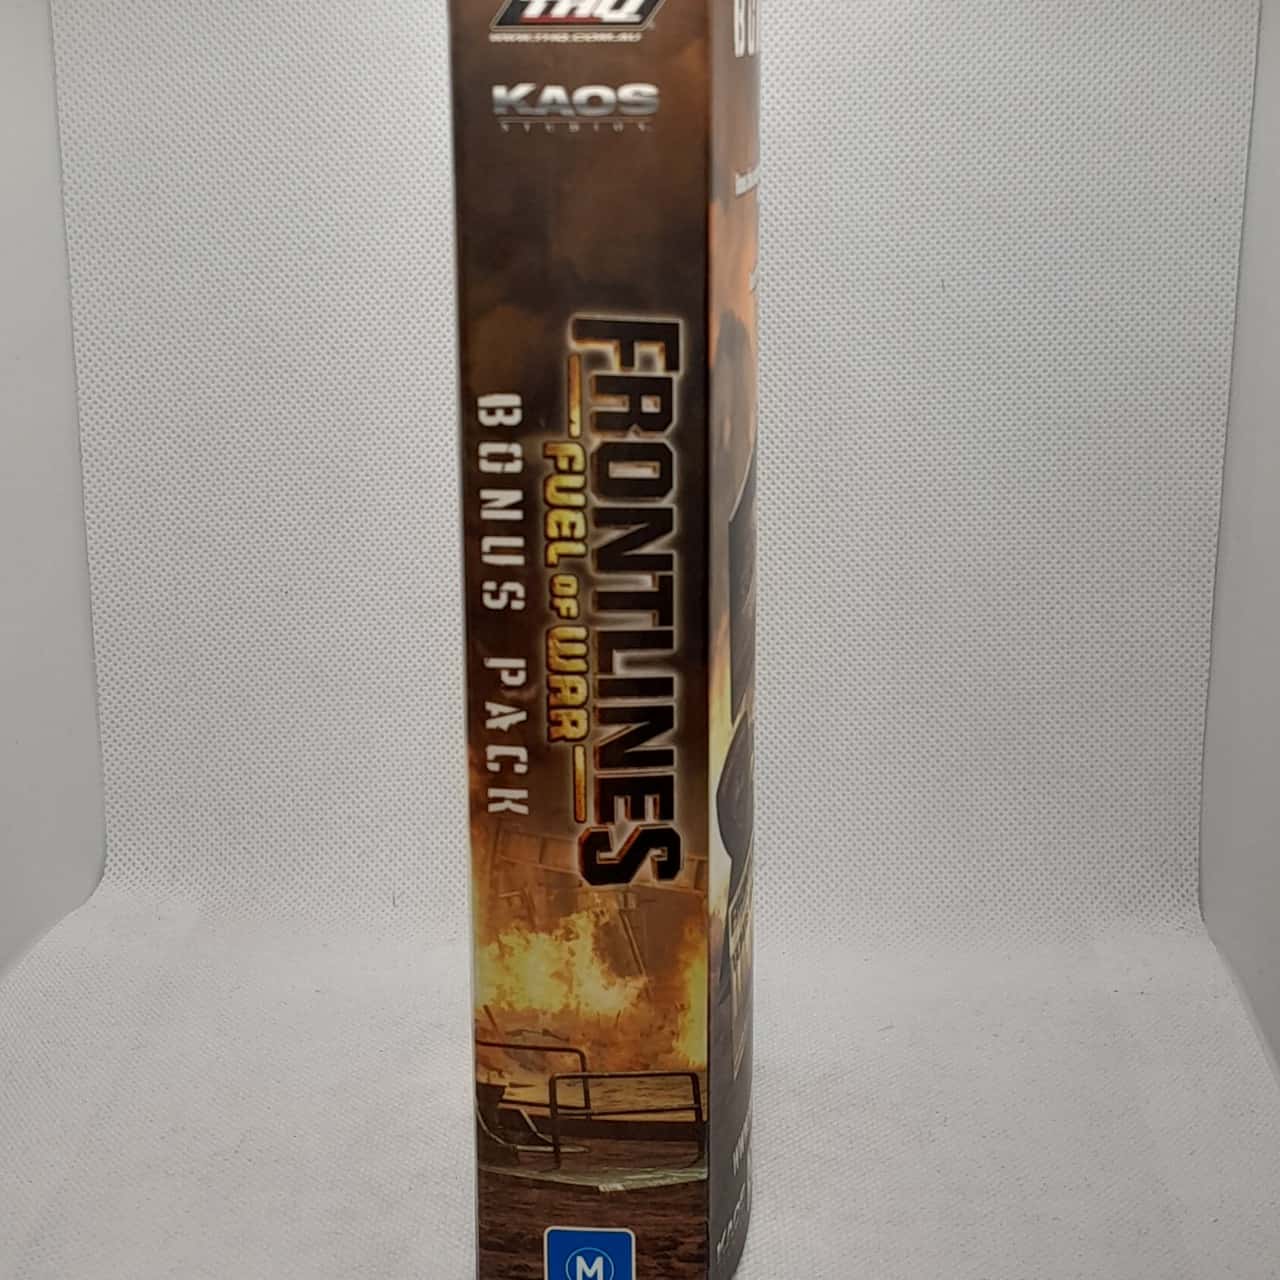 THQ
WWW.THQ.COM.AU
KAOS
STUDIOS
FRONTLINES
FUEL OF WAR
BONUS PACK
M